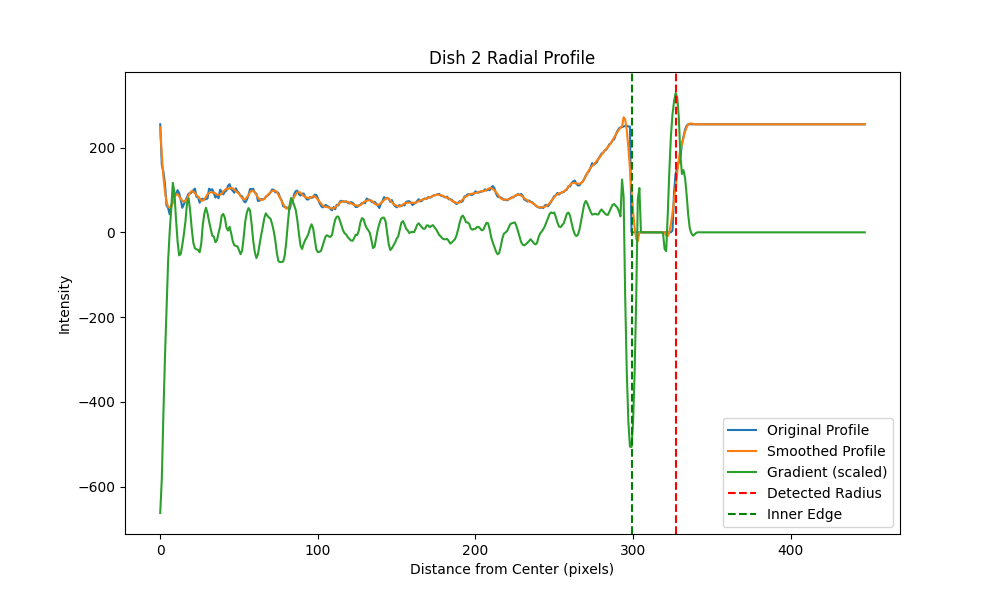 Dish 2 Radial Profile
Intensity
200
0
−200
−400
−600
0 100 200 300 400
Distance from Center (pixels)
Original Profile
Smoothed Profile
Gradient (scaled)
Detected Radius
Inner Edge